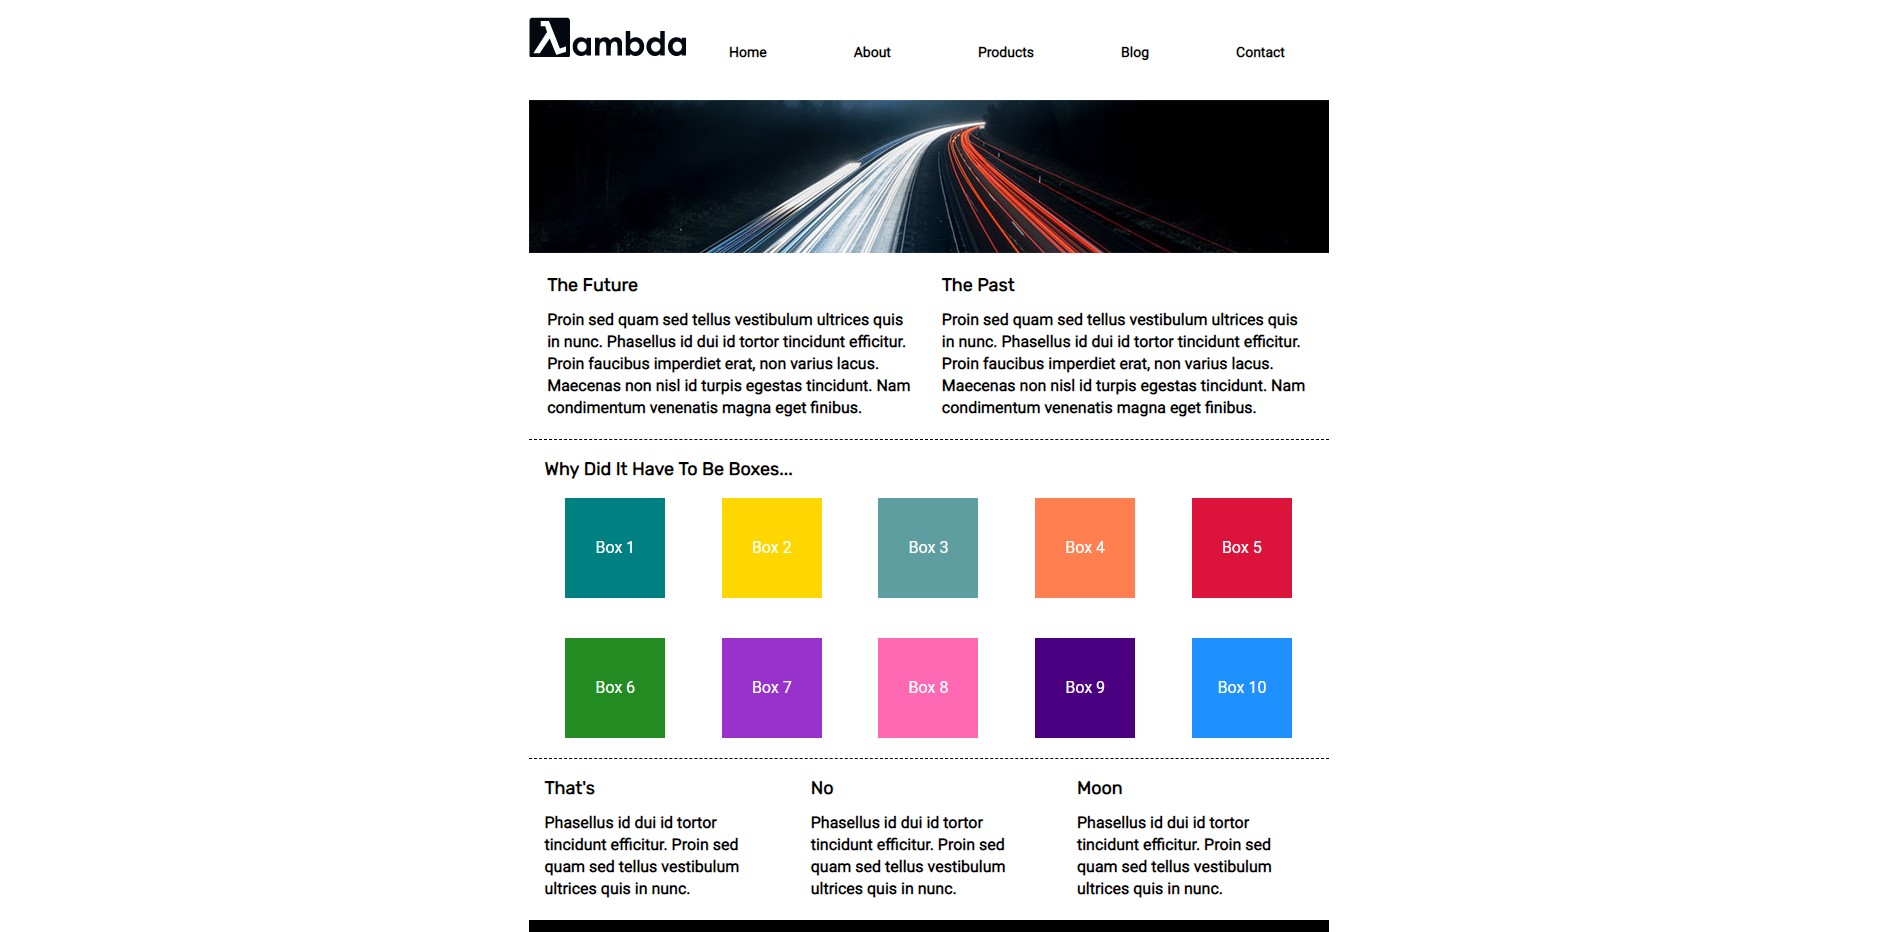 λambda
Home About Products Blog Contact
The Future
Proin sed quam sed tellus vestibulum ultrices quis
in nunc. Phasellus id dui id tortor tincidunt efficitur.
Proin faucibus imperdiet erat, non varius lacus.
Maecenas non nisl id turpis egestas tincidunt. Nam
condimentum venenatis magna eget finibus.
The Past
Proin sed quam sed tellus vestibulum ultrices quis
in nunc. Phasellus id dui id tortor tincidunt efficitur.
Proin faucibus imperdiet erat, non varius lacus.
Maecenas non nisl id turpis egestas tincidunt. Nam
condimentum venenatis magna eget finibus.
Why Did It Have To Be Boxes...
Box 1 Box 2 Box 3 Box 4 Box 5
Box 6 Box 7 Box 8 Box 9 Box 10
That's
Phasellus id dui id tortor
tincidunt efficitur. Proin sed
quam sed tellus vestibulum
ultrices quis in nunc.
No
Phasellus id dui id tortor
tincidunt efficitur. Proin sed
quam sed tellus vestibulum
ultrices quis in nunc.
Moon
Phasellus id dui id tortor
tincidunt efficitur. Proin sed
quam sed tellus vestibulum
ultrices quis in nunc.